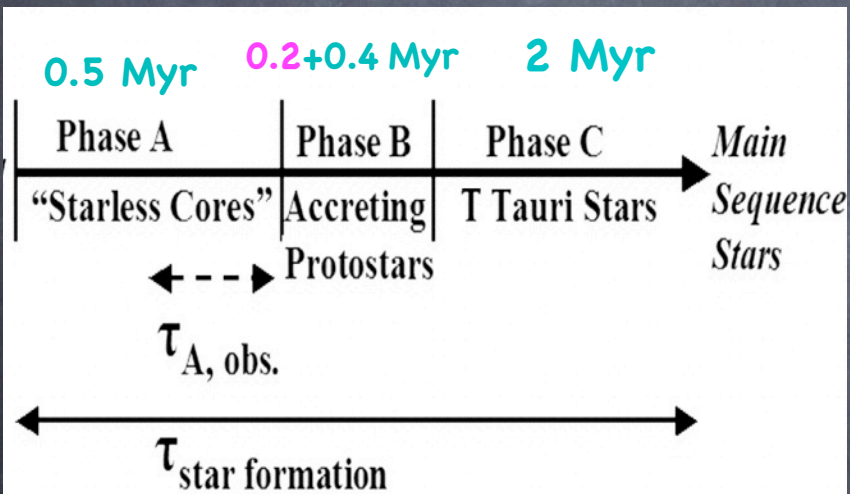 0.5 Myr
0.2+0.4 Myr
2 Myr
Phase A
Phase B
Phase C
Main
Sequence
Stars
“Starless Cores”
Accreting
Protostars
T Tauri Stars
τA, obs.
τstar formation